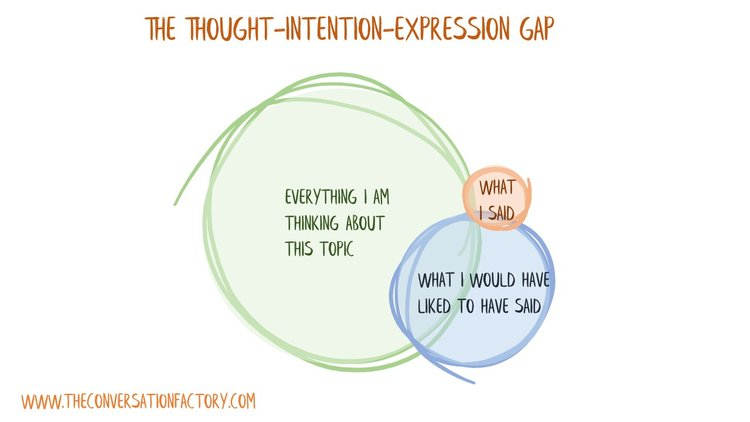 THE THOUGHT-INTENTION-EXPRESSION GAP
EVERYTHING I AM
THINKING ABOUT
THIS TOPIC
WHAT
I SAID
WHAT I WOULD HAVE
LIKED TO HAVE SAID
WWW.THECONVERSATIONFACTORY.COM